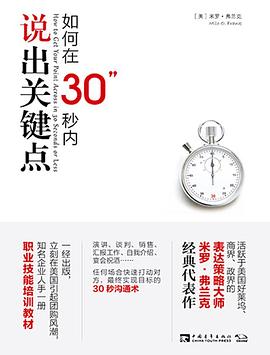 [美] 米罗·弗兰克
Milo O. Frank
如何在
30"
秒内
How to Get Your Point Across in 30 Seconds or Less
说出关键点
活跃于美国好莱坞、
商界、政界的
表达策略大师
米罗·弗兰克
经典代表作
演讲、谈判、销售、
汇报工作、自我介绍、
宴会祝酒……
任何场合快速打动对
方，最终实现目标的
30秒沟通术
一经出版，
立刻在美国引起团购风潮。
知名企业人手一册
职业技能培训教材
中国青年出版社
CHINA YOUTH PRESS